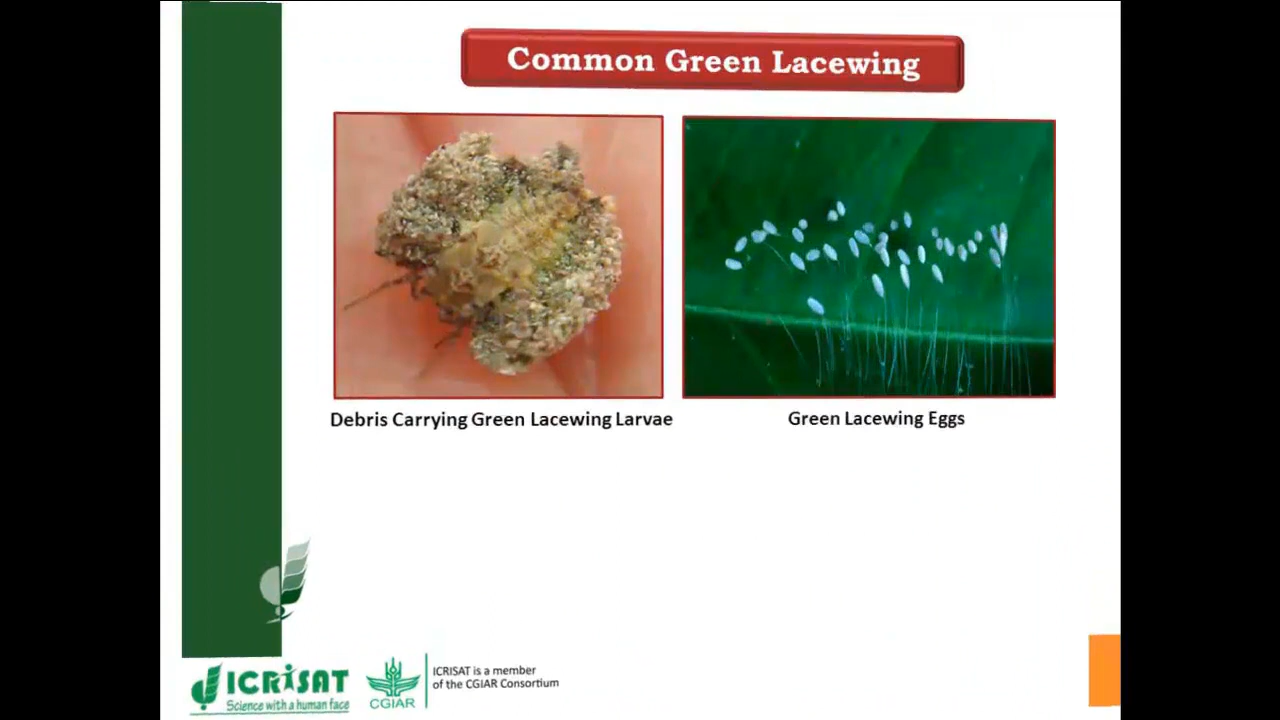 Common Green Lacewing
Debris Carrying Green Lacewing Larvae
Green Lacewing Eggs
ICRISAT
Science with a human face
CGIAR
ICRISAT is a member
of the CGIAR Consortium